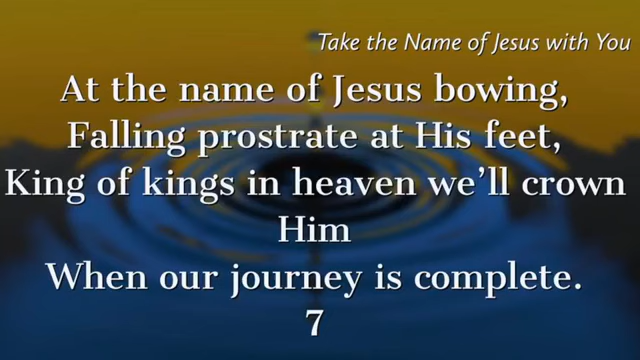 Take the Name of Jesus with You
At the name of Jesus bowing,
Falling prostrate at His feet,
King of kings in heaven we’ll crown
Him
When our journey is complete.
7